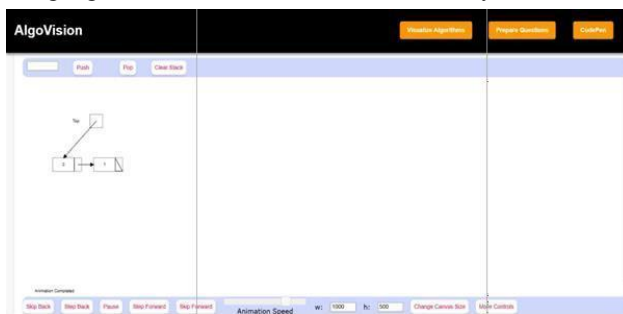 AlgoVision
Visualize Algorithms
Prepare Questions
CodePen
Push
Pop
Clear Stack
Top
Animation Completed
Skip Back
Step Back
Pause
Step Forward
Skip Forward
Animation Speed
w: 1000
h: 500
Change Canvas Size
Move Controls